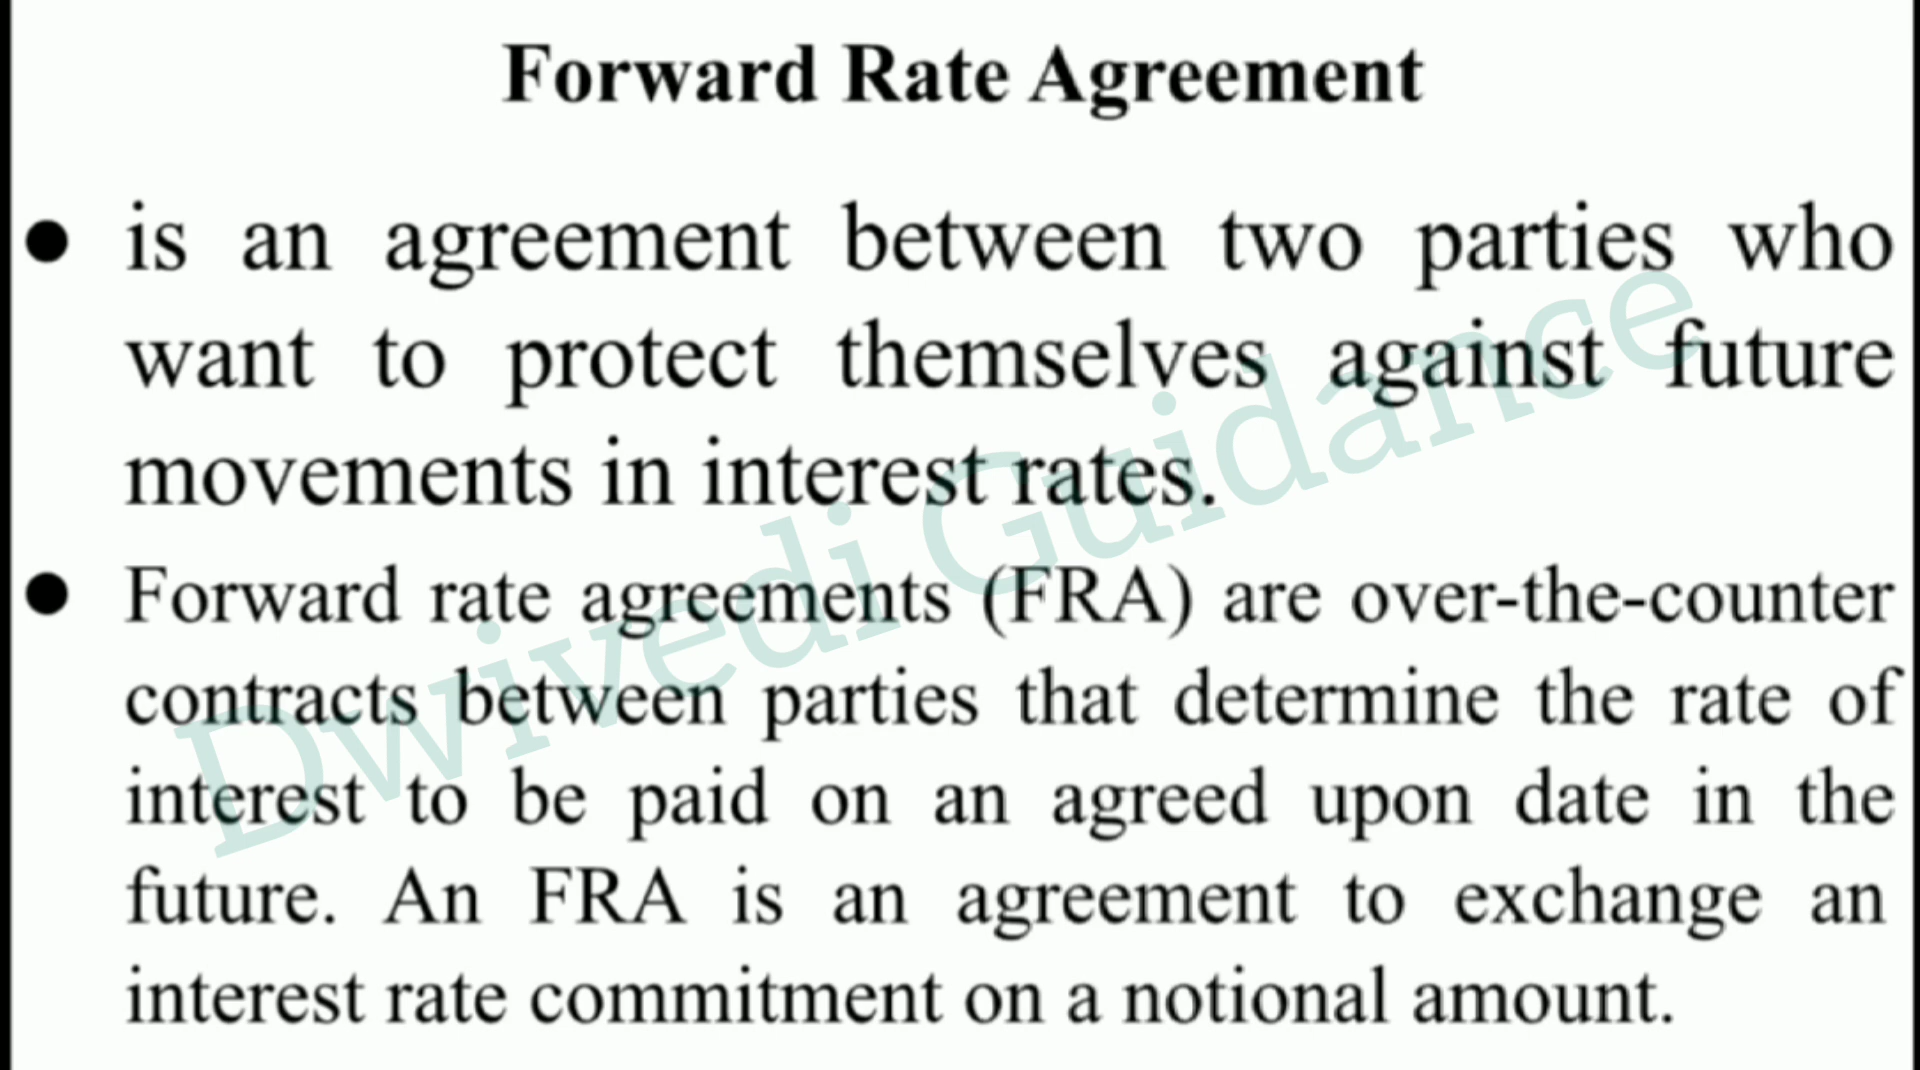 Forward Rate Agreement
● is an agreement between two parties who
want to protect themselves against future
movements in interest rates.
● Forward rate agreements (FRA) are over-the-counter
contracts between parties that determine the rate of
interest to be paid on an agreed upon date in the
future. An FRA is an agreement to exchange an
interest rate commitment on a notional amount.
Dwivedi Guidance